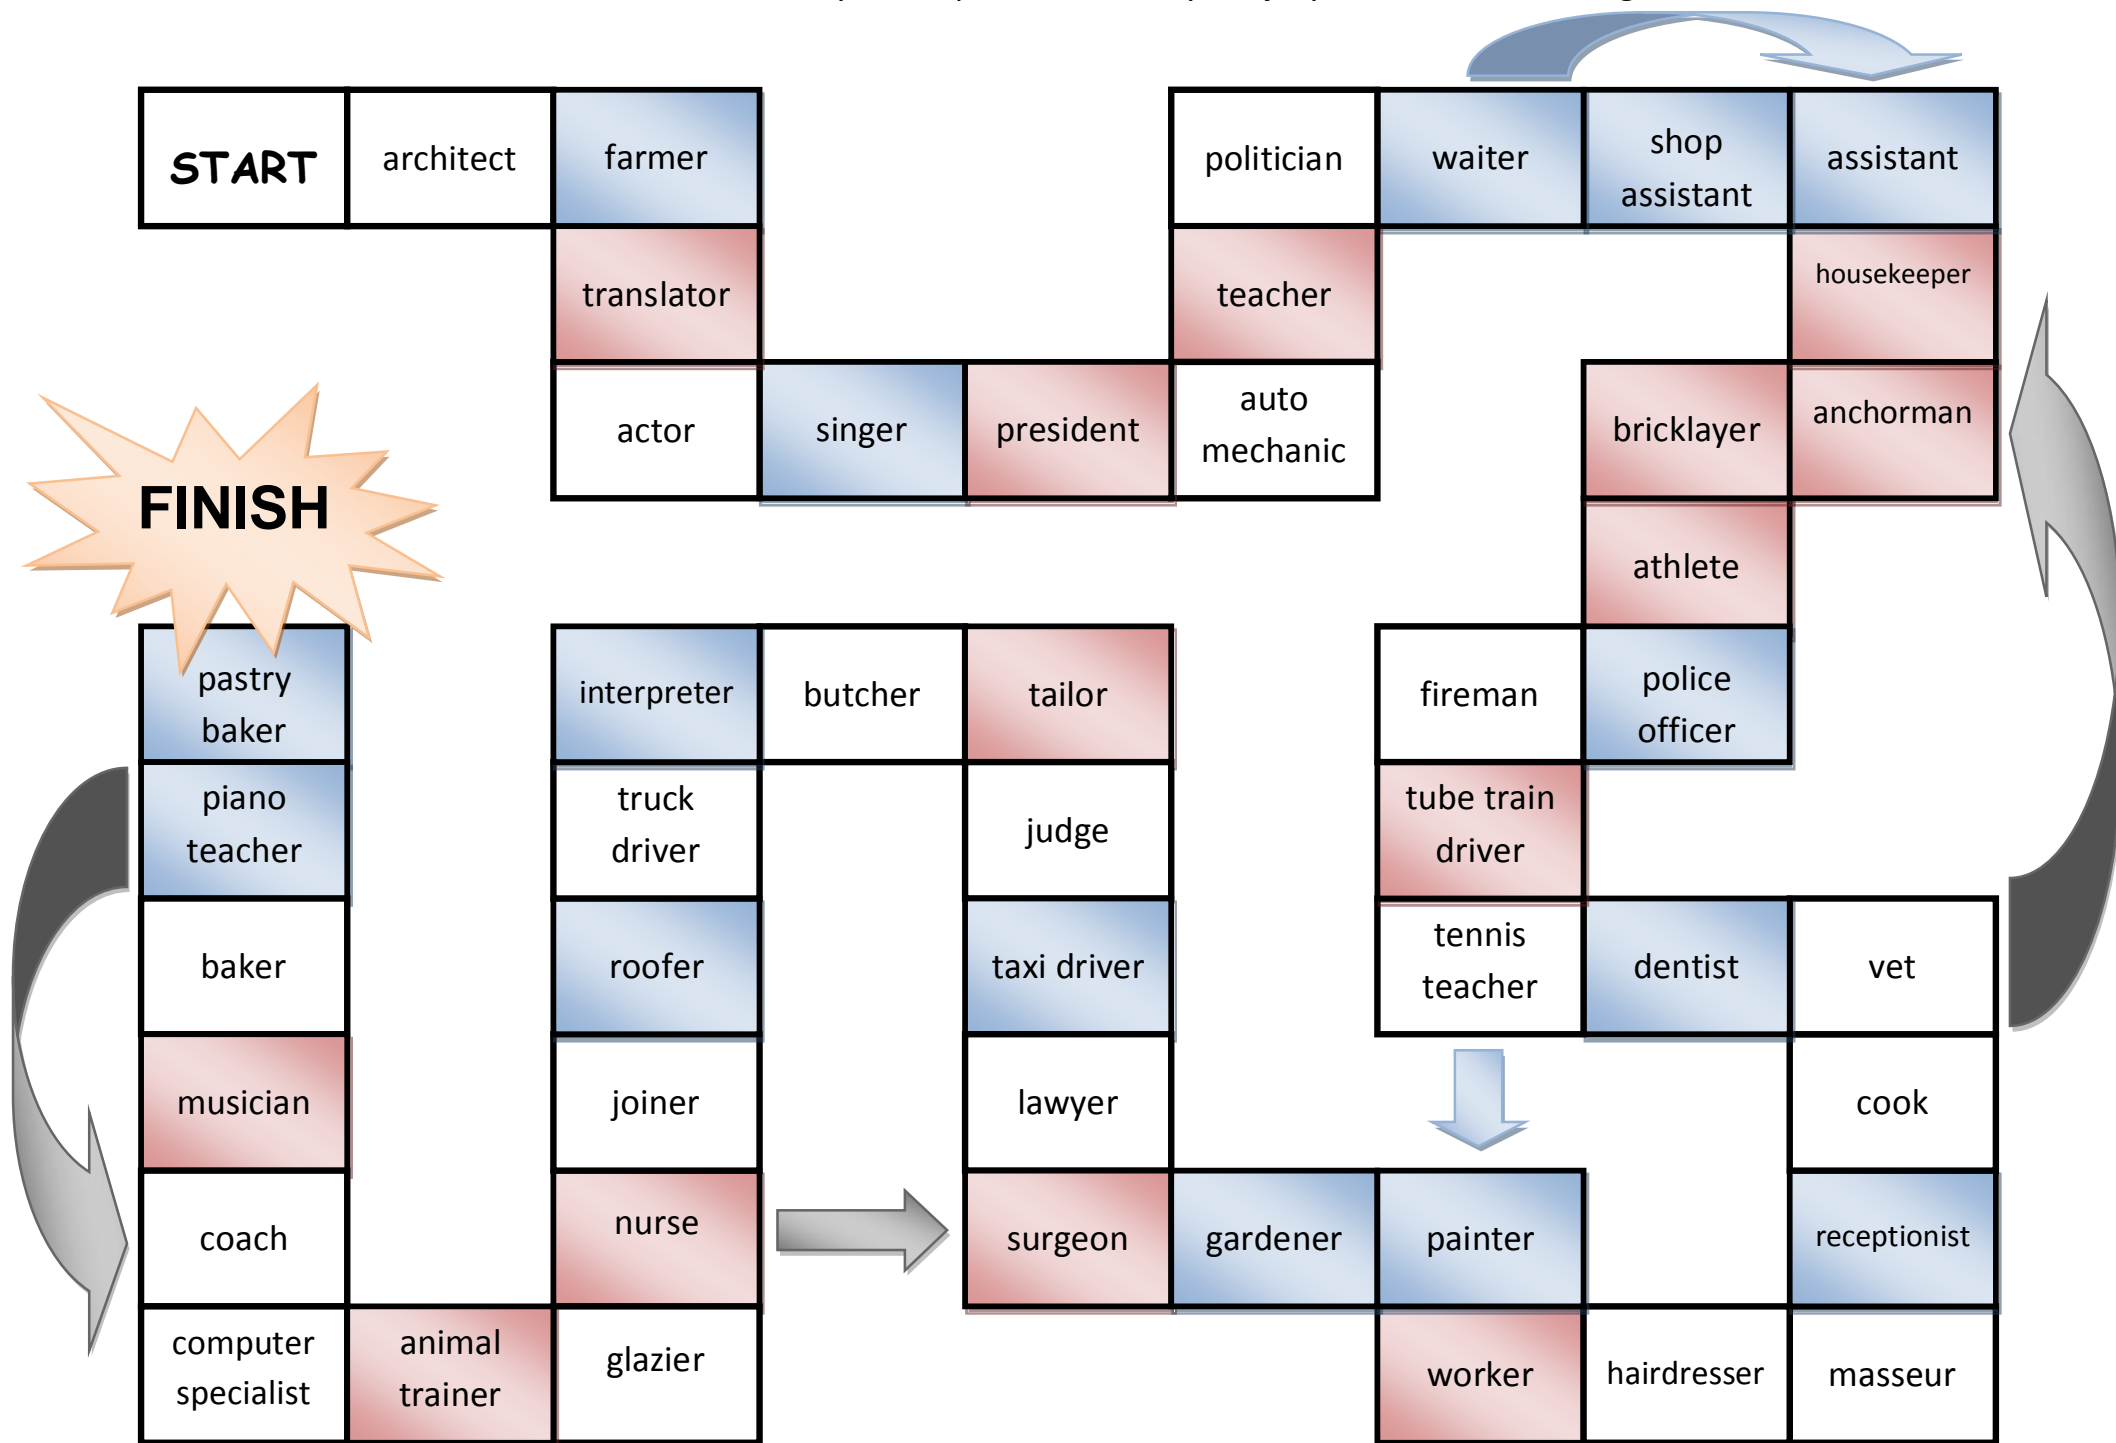 START
architect
farmer
politician
waiter
shop
assistant
assistant
translator
teacher
housekeeper
actor
singer
president
auto
mechanic
bricklayer
anchorman
FINISH
athlete
pastry
baker
interpreter
butcher
tailor
fireman
police
officer
piano
teacher
truck
driver
judge
tube train
driver
baker
roofer
taxi driver
tennis
teacher
dentist
vet
musician
joiner
lawyer
cook
coach
nurse
surgeon
gardener
painter
receptionist
computer
specialist
animal
trainer
glazier
worker
hairdresser
masseur